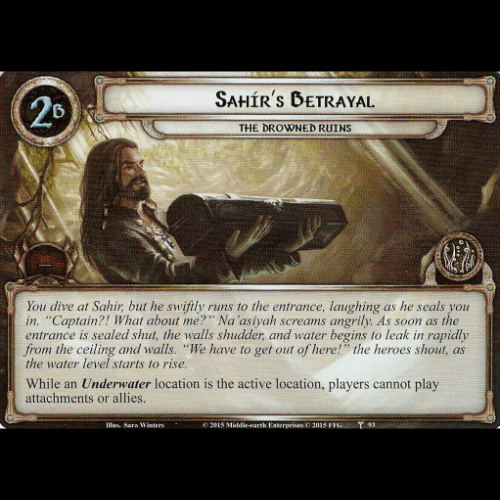 2B
SAHÍR'S BETRAYAL
THE DROWNED RUINS
You dive at Sahír, but he swiftly runs to the entrance, laughing as he seals you
in. “Captain?! What about me?” Na'asiyah screams angrily. As soon as the
entrance is sealed shut, the walls shudder, and water begins to leak in rapidly
from the ceiling and walls. “We have to get out of here!” the heroes shout, as
the water level starts to rise.
While an Underwater location is the active location, players cannot play
attachments or allies.
Illus. Sara Winters © 2015 Middle-earth Enterprises © 2015 FFG 93